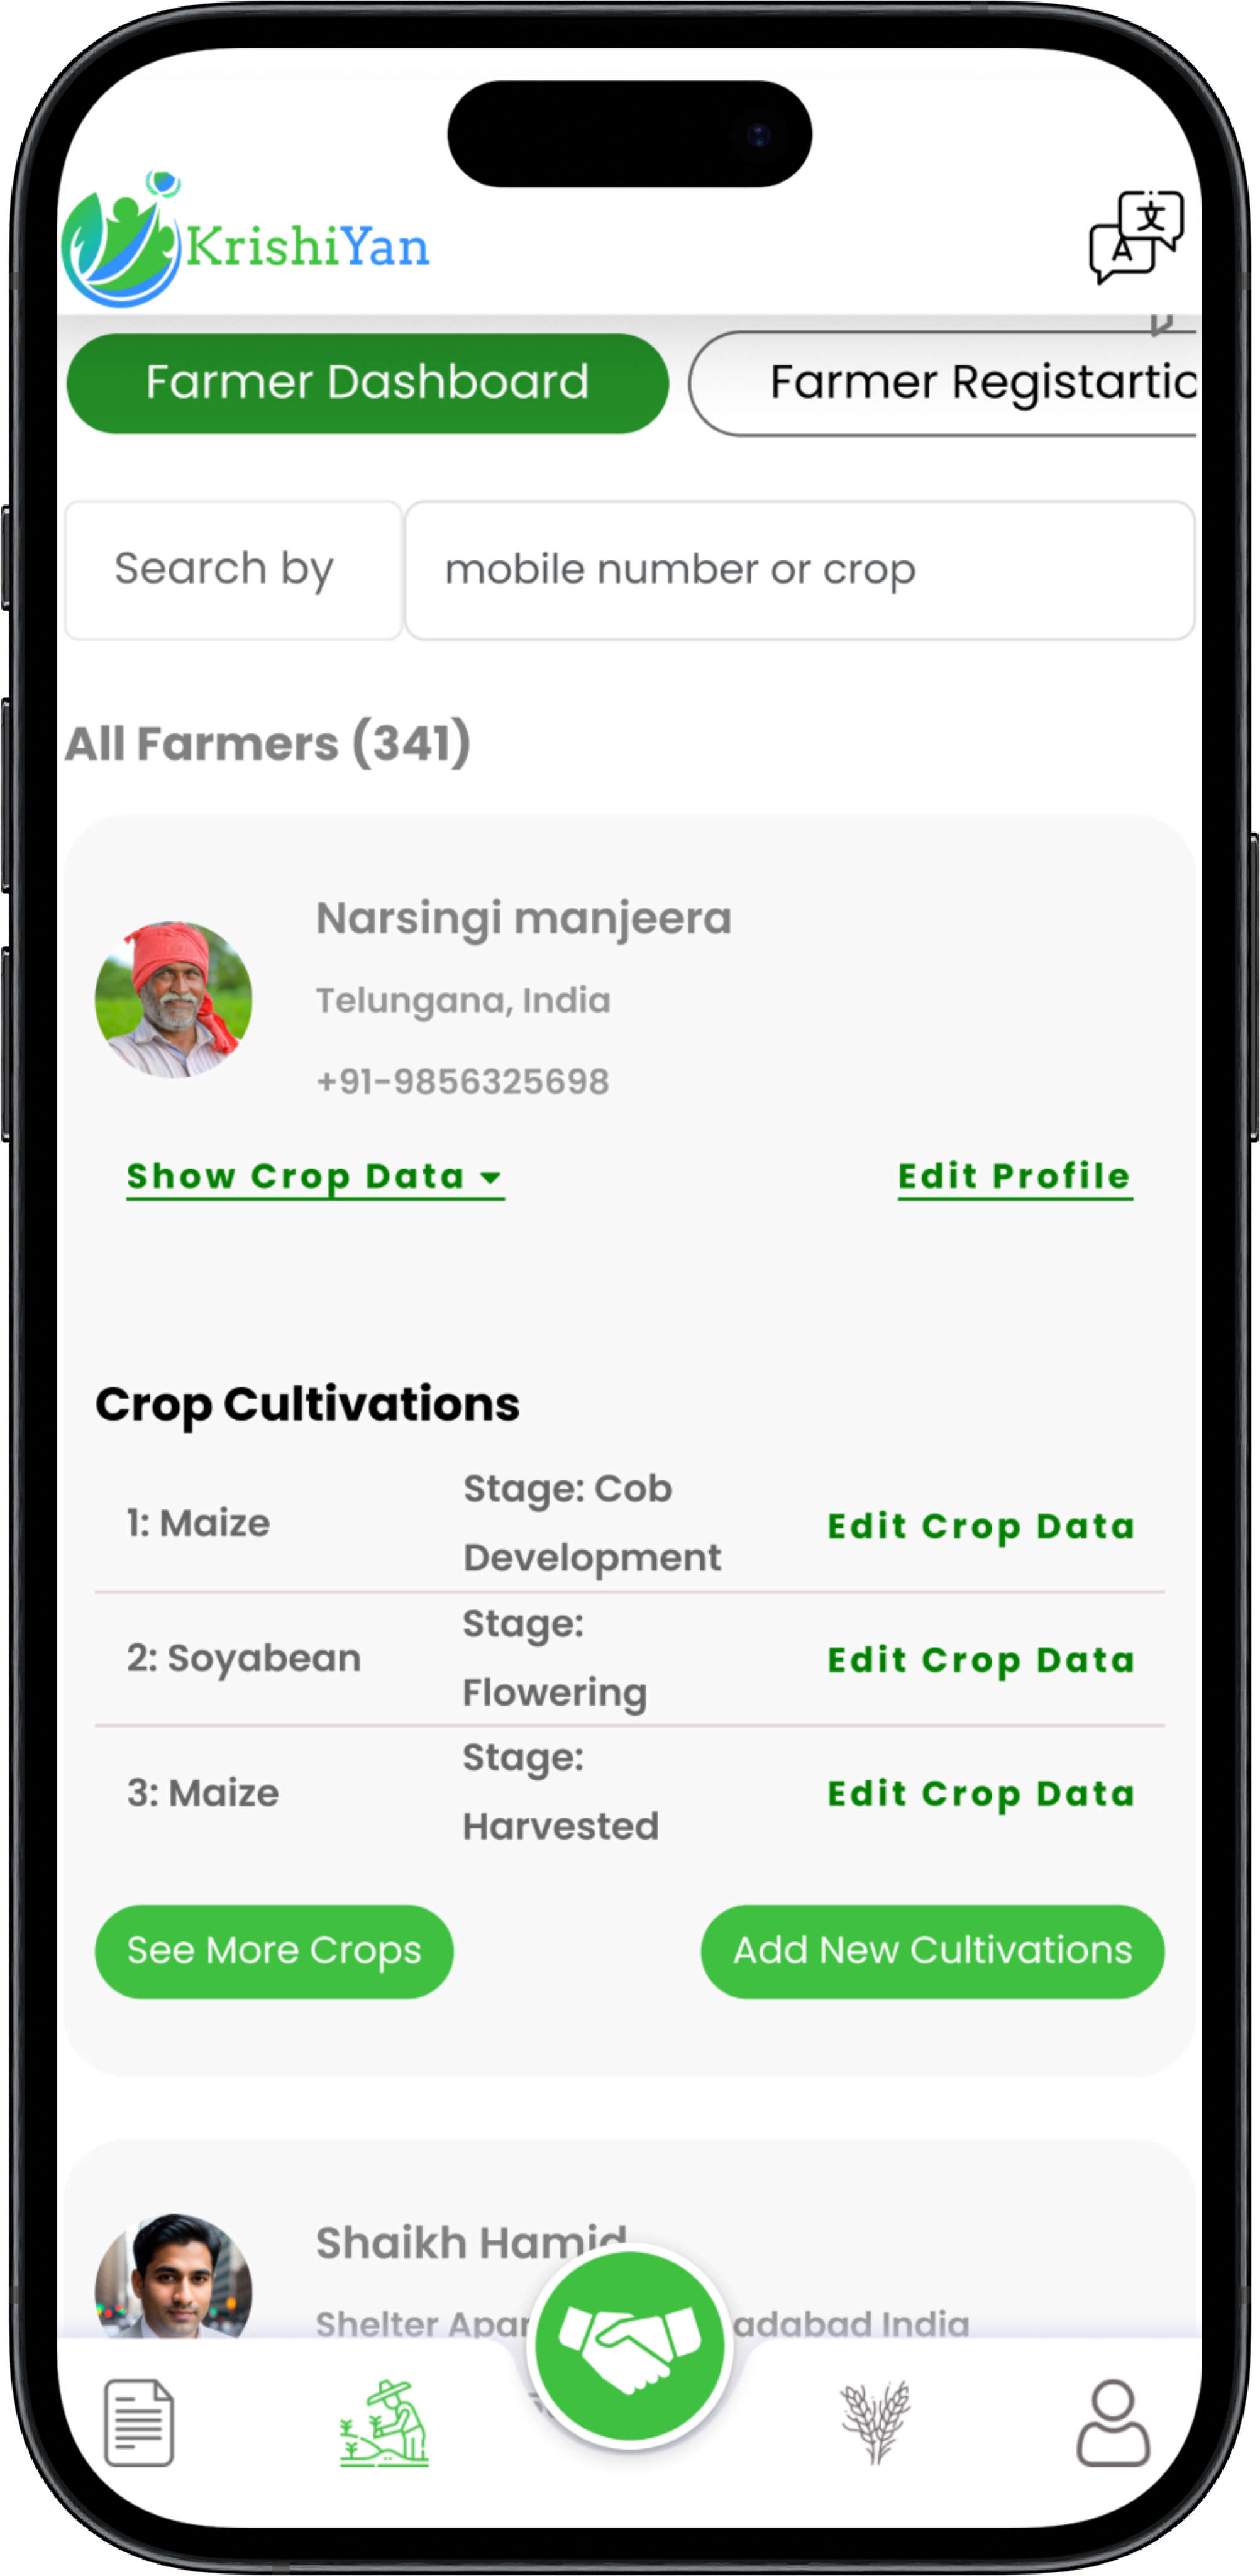 KrishiYan
文
A
Farmer Dashboard
Farmer Registartic
Search by
mobile number or crop
All Farmers (341)
Narsingi manjeera
Telungana, India
+91-9856325698
Show Crop Data
Edit Profile
Crop Cultivations
1: Maize
Stage: Cob
Development
Edit Crop Data
2: Soyabean
Stage:
Flowering
Edit Crop Data
3: Maize
Stage:
Harvested
Edit Crop Data
See More Crops
Add New Cultivations
Shaikh Hamid
Shelter Apar
adabad India